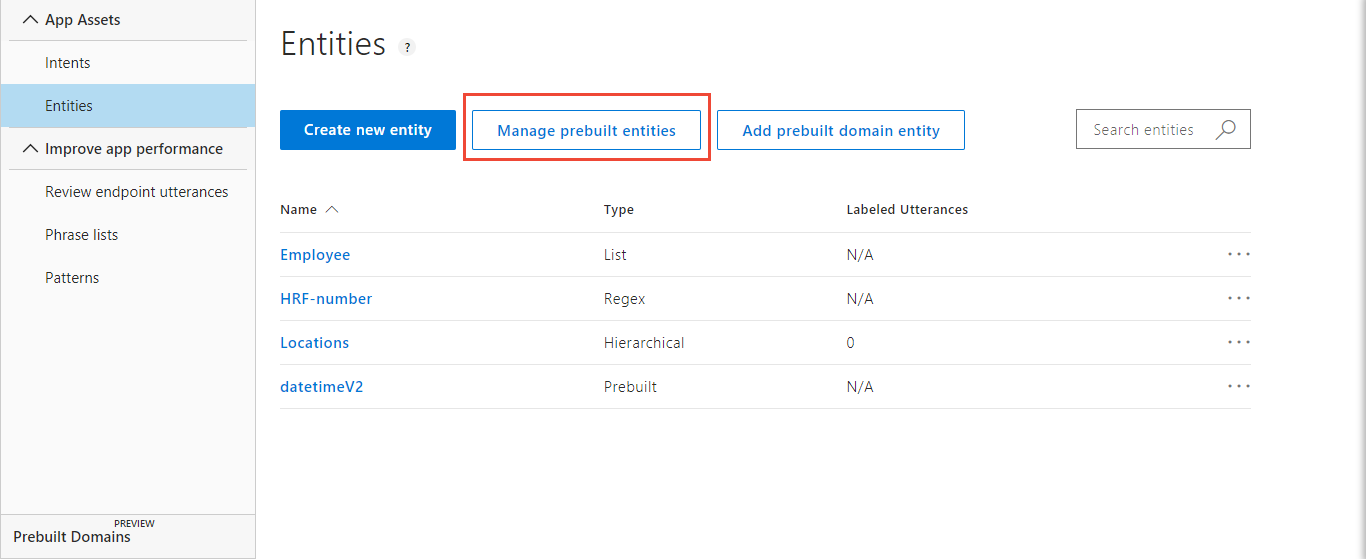 App Assets
Intents
Entities
Improve app performance
Review endpoint utterances
Phrase lists
Patterns
PREVIEW
Prebuilt Domains
Entities ?
Create new entity Manage prebuilt entities Add prebuilt domain entity Search entities
Name Type Labeled Utterances
Employee List N/A
HRF-number Regex N/A
Locations Hierarchical 0
datetimeV2 Prebuilt N/A